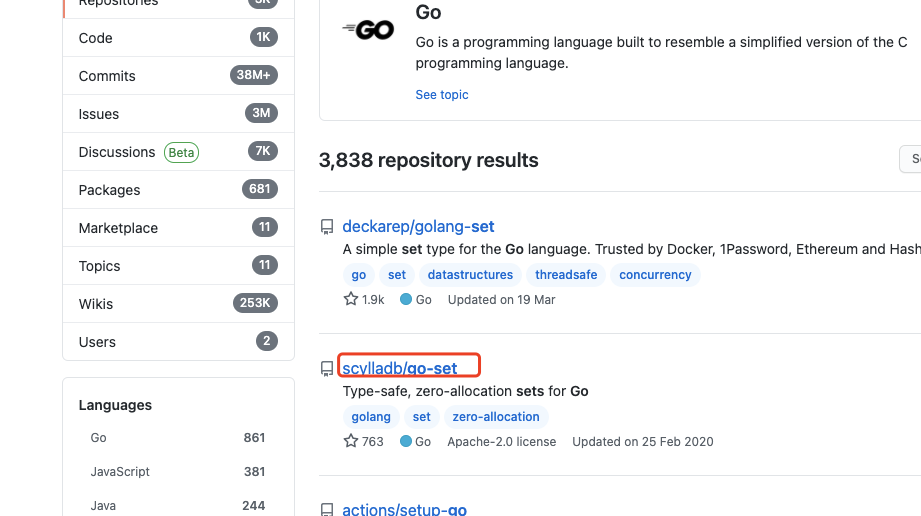 Repositories 3K
Code 1K
Commits 38M+
Issues 3M
Discussions Beta 7K
Packages 681
Marketplace 11
Topics 11
Wikis 253K
Users 2
Languages
Go 861
JavaScript 381
Java 244
GO
Go
Go is a programming language built to resemble a simplified version of the C
programming language.
See topic
3,838 repository results
deckarep/golang-set
A simple set type for the Go language. Trusted by Docker, 1Password, Ethereum and Hash
go set datastructures threadsafe concurrency
1.9k Go Updated on 19 Mar
scylladb/go-set
Type-safe, zero-allocation sets for Go
golang set zero-allocation
763 Go Apache-2.0 license Updated on 25 Feb 2020
actions/setup-go